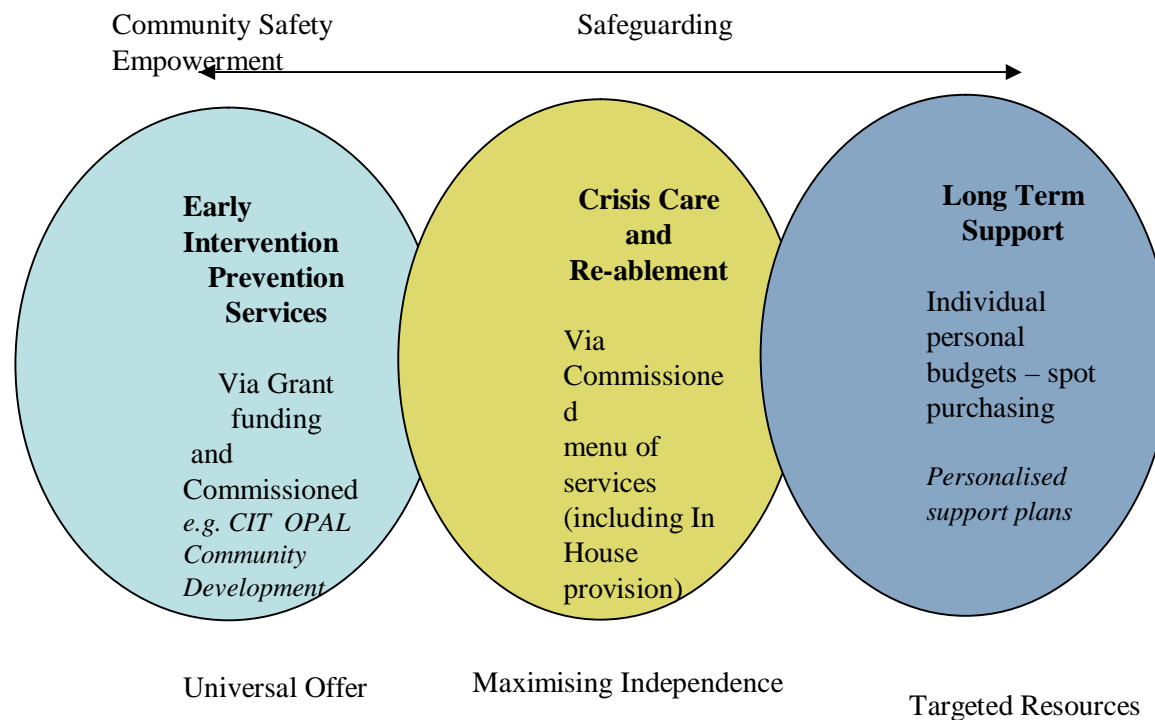 Community Safety
Empowerment
Safeguarding
Early
Intervention
Prevention
Services
Via Grant
funding
and
Commissioned
e.g. CIT OPAL
Community
Development
Crisis Care
and
Re-ablement
Via
Commissione
d
menu of
services
(including In
House
provision)
Long Term
Support
Individual
personal
budgets – spot
purchasing
Personalised
support plans
Universal Offer
Maximising Independence
Targeted Resources